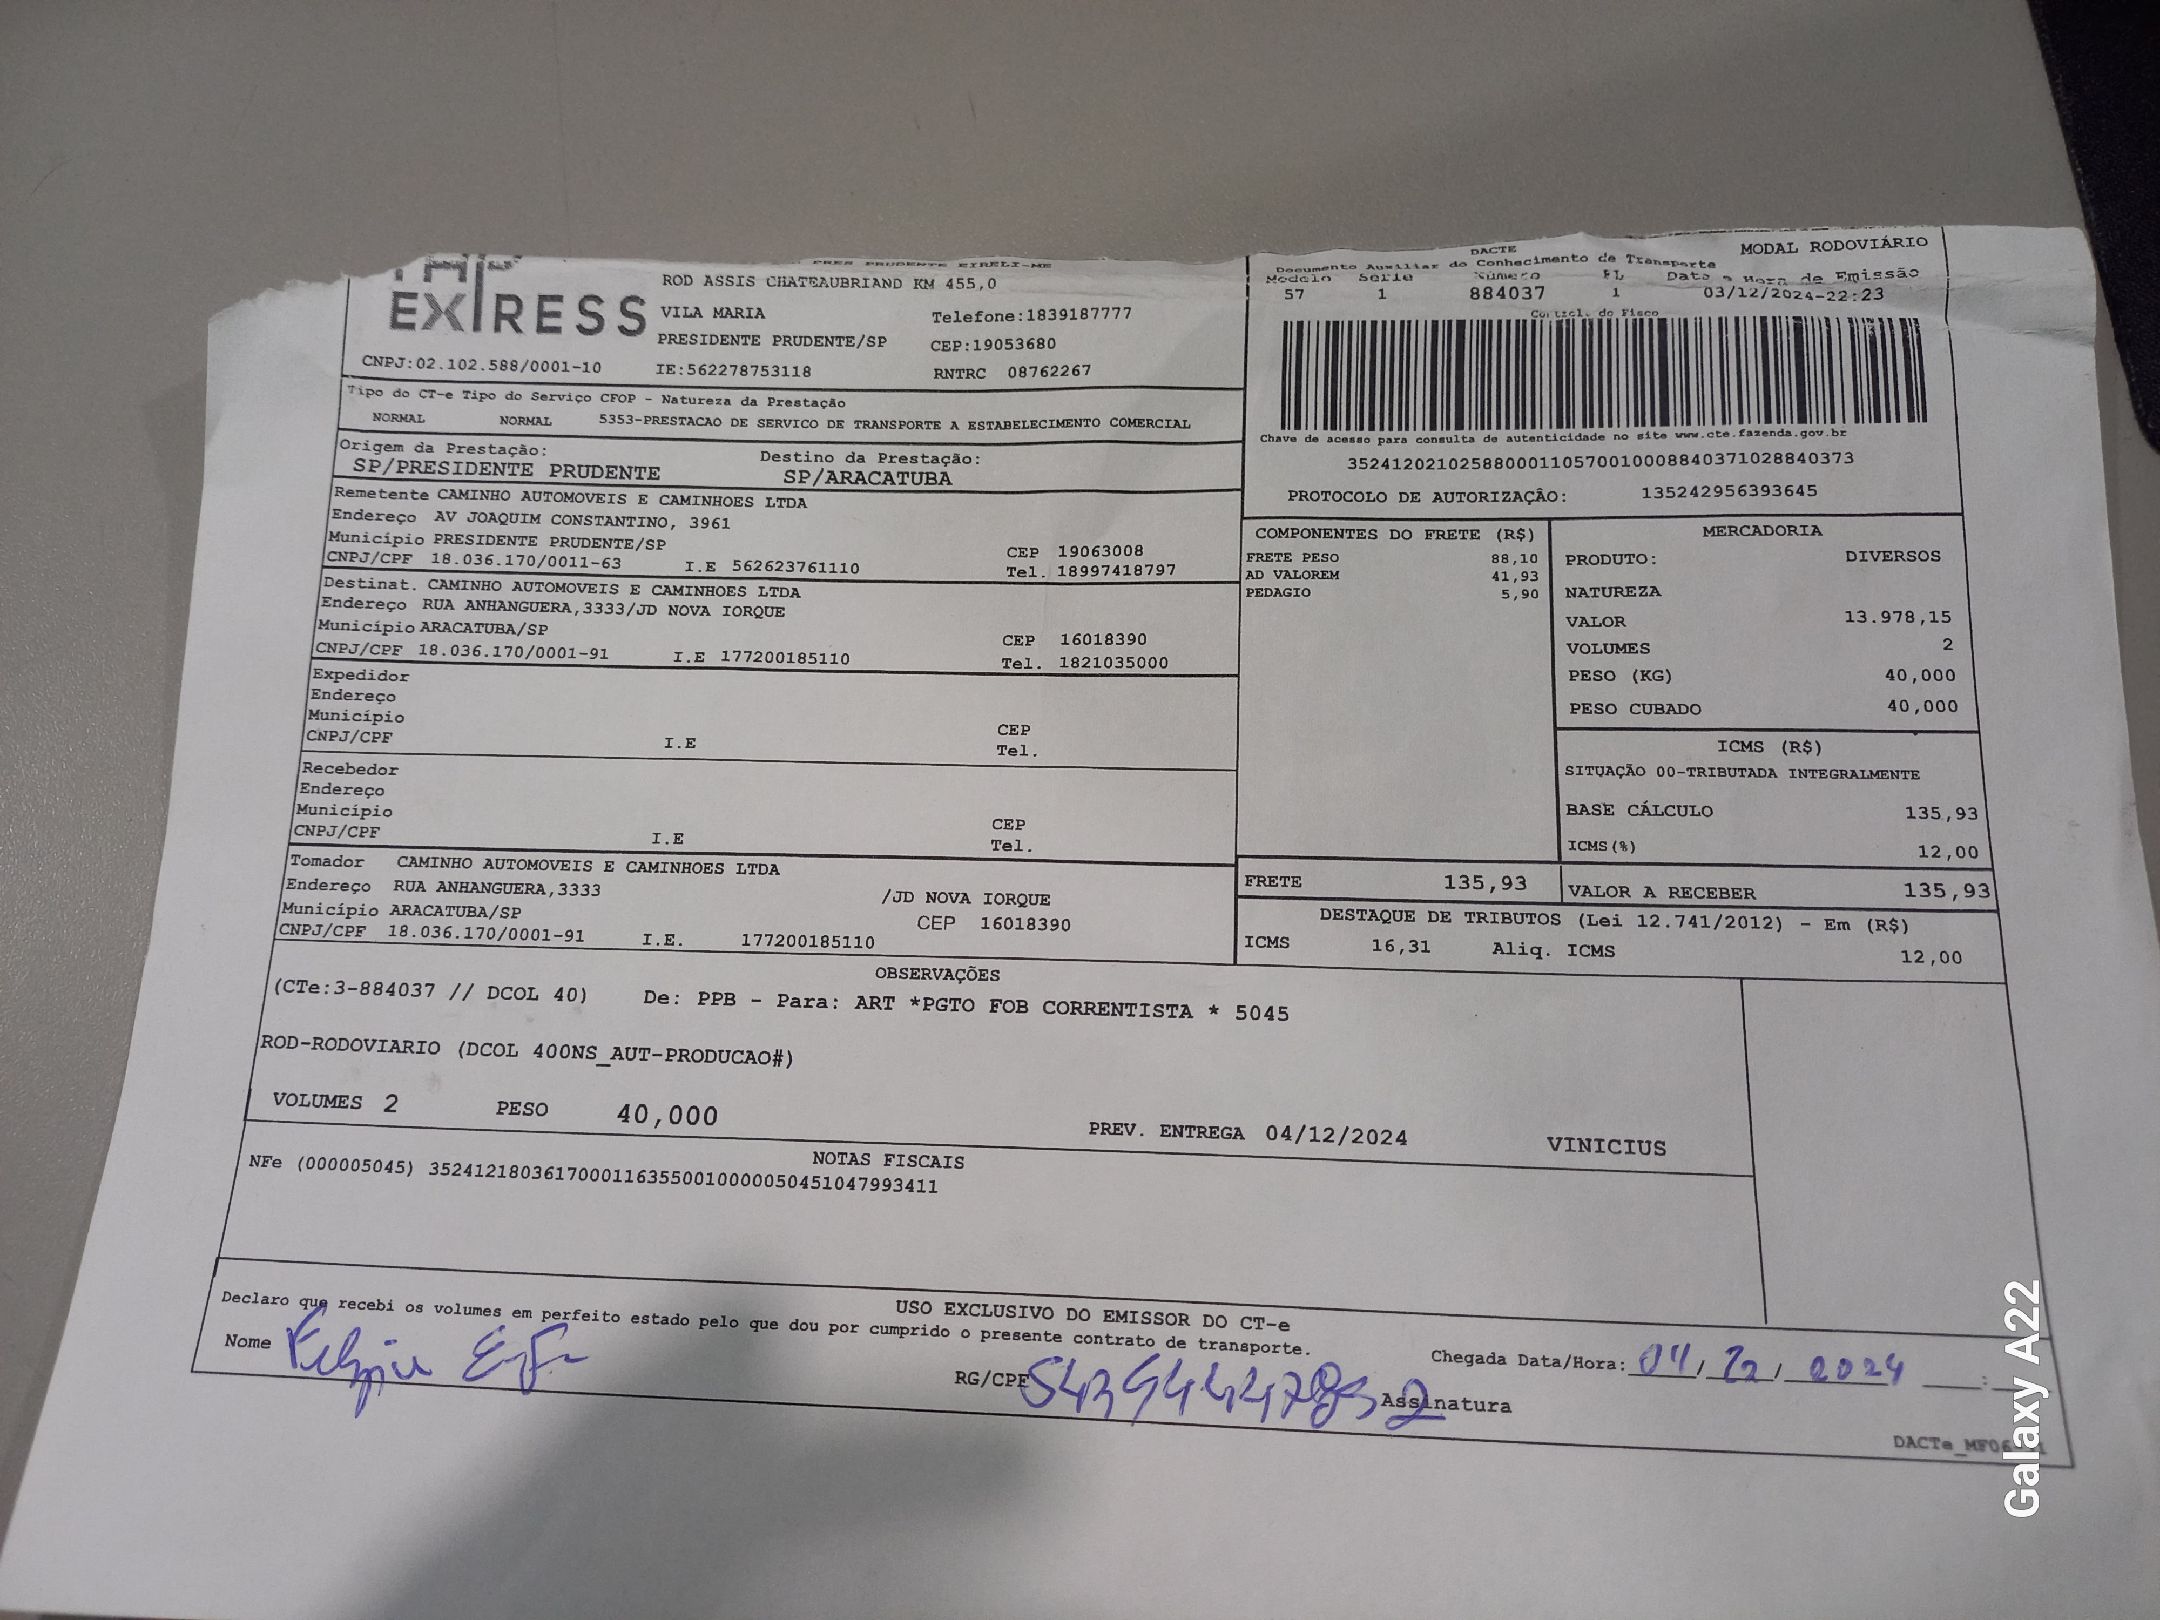 EXPRESS
PRES PRUDENTE EIRELI-ME
ROD ASSIS CHATEAUBRIAND KM 455,0
VILA MARIA Telefone:1839187777
PRESIDENTE PRUDENTE/SP CEP:19053680
CNPJ:02.102.588/0001-10 IE:562278753118 RNTRC 08762267
DACTE MODAL RODOVIÁRIO
Documento Auxiliar do Conhecimento de Transporte
Modelo Serie Número FL Data e Hora de Emissão
57 1 884037 1 03/12/2024-22:23
Control. do Fisco
Chave de acesso para consulta de autenticidade no site www.cte.fazenda.gov.br
35241202102588000110570010008840371028840373
PROTOCOLO DE AUTORIZAÇÃO: 135242956393645
Tipo do CT-e Tipo do Serviço CFOP - Natureza da Prestação
NORMAL NORMAL 5353-PRESTACAO DE SERVICO DE TRANSPORTE A ESTABELECIMENTO COMERCIAL
Origem da Prestação: Destino da Prestação:
SP/PRESIDENTE PRUDENTE SP/ARACATUBA
Remetente CAMINHO AUTOMOVEIS E CAMINHOES LTDA
Endereço AV JOAQUIM CONSTANTINO, 3961
Município PRESIDENTE PRUDENTE/SP CEP 19063008
CNPJ/CPF 18.036.170/0011-63 I.E 562623761110 Tel. 18997418797
Destinat. CAMINHO AUTOMOVEIS E CAMINHOES LTDA
Endereço RUA ANHANGUERA,3333/JD NOVA IORQUE
Município ARACATUBA/SP CEP 16018390
CNPJ/CPF 18.036.170/0001-91 I.E 177200185110 Tel. 1821035000
Expedidor
Endereço
Município CEP
CNPJ/CPF I.E Tel.
Recebedor
Endereço
Município CEP
CNPJ/CPF I.E Tel.
Tomador CAMINHO AUTOMOVEIS E CAMINHOES LTDA
Endereço RUA ANHANGUERA,3333 /JD NOVA IORQUE
Município ARACATUBA/SP CEP 16018390
CNPJ/CPF 18.036.170/0001-91 I.E. 177200185110
COMPONENTES DO FRETE (R$)
FRETE PESO 88,10
AD VALOREM 41,93
PEDAGIO 5,90
MERCADORIA
PRODUTO: DIVERSOS
NATUREZA
VALOR 13.978,15
VOLUMES 2
PESO (KG) 40,000
PESO CUBADO 40,000
ICMS (R$)
SITUAÇÃO 00-TRIBUTADA INTEGRALMENTE
BASE CÁLCULO 135,93
ICMS(%) 12,00
FRETE 135,93 VALOR A RECEBER 135,93
DESTAQUE DE TRIBUTOS (Lei 12.741/2012) - Em (R$)
ICMS 16,31 Aliq. ICMS 12,00
OBSERVAÇÕES
(CTe:3-884037 // DCOL 40) De: PPB - Para: ART *PGTO FOB CORRENTISTA * 5045
ROD-RODOVIARIO (DCOL 400NS_AUT-PRODUCAO#)
VOLUMES 2 PESO 40,000 PREV. ENTREGA 04/12/2024 VINICIUS
NOTAS FISCAIS
NFe (000005045) 35241218036170001163550010000050451047993411
USO EXCLUSIVO DO EMISSOR DO CT-e
Declaro que recebi os volumes em perfeito estado pelo que dou por cumprido o presente contrato de transporte.
Nome RG/CPF Assinatura Chegada Data/Hora: 04/12/2024 :
Galaxy A22